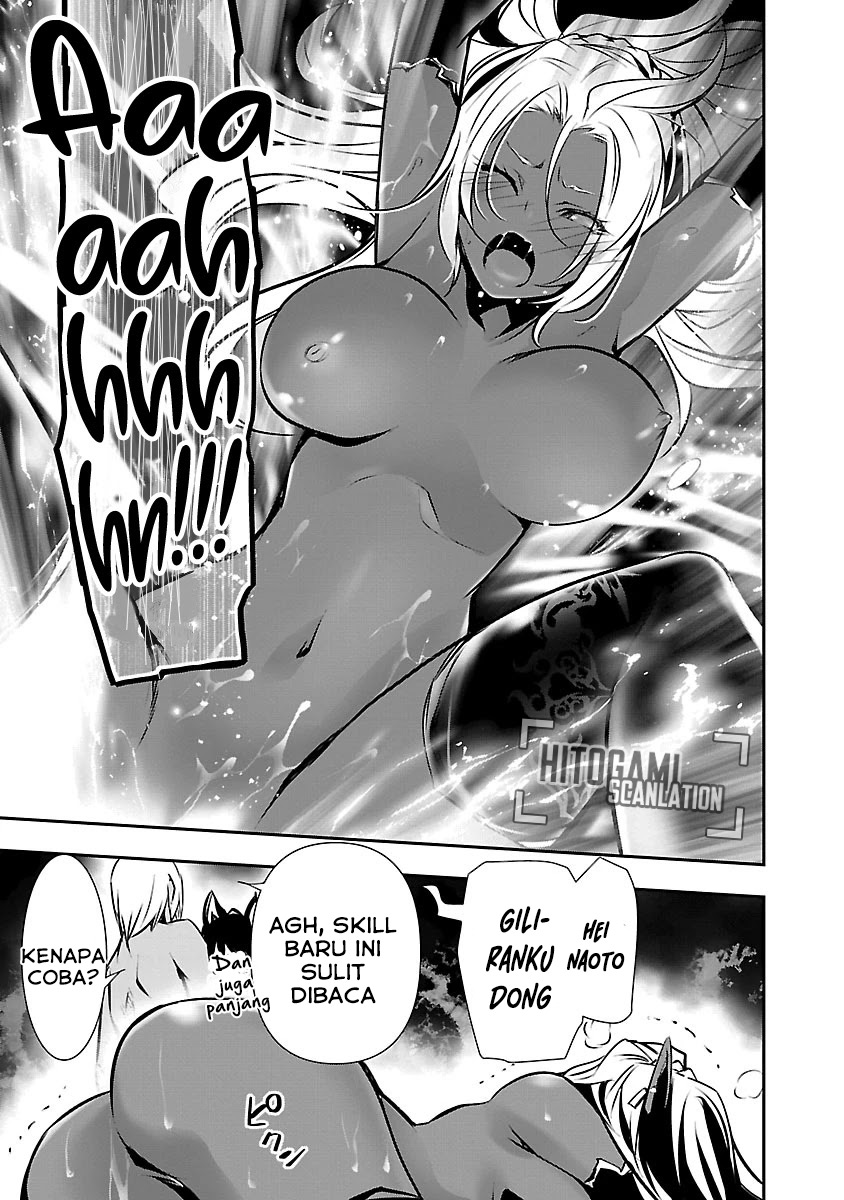 Aaa
aah
hhh
hn!!!
HITOGAMI
SCANLATION
HEI
NAOTO
GILI-
RANKU
DONG
AGH, SKILL
BARU INI
SULIT
DIBACA
Dan
juga
panjang
KENAPA
COBA?